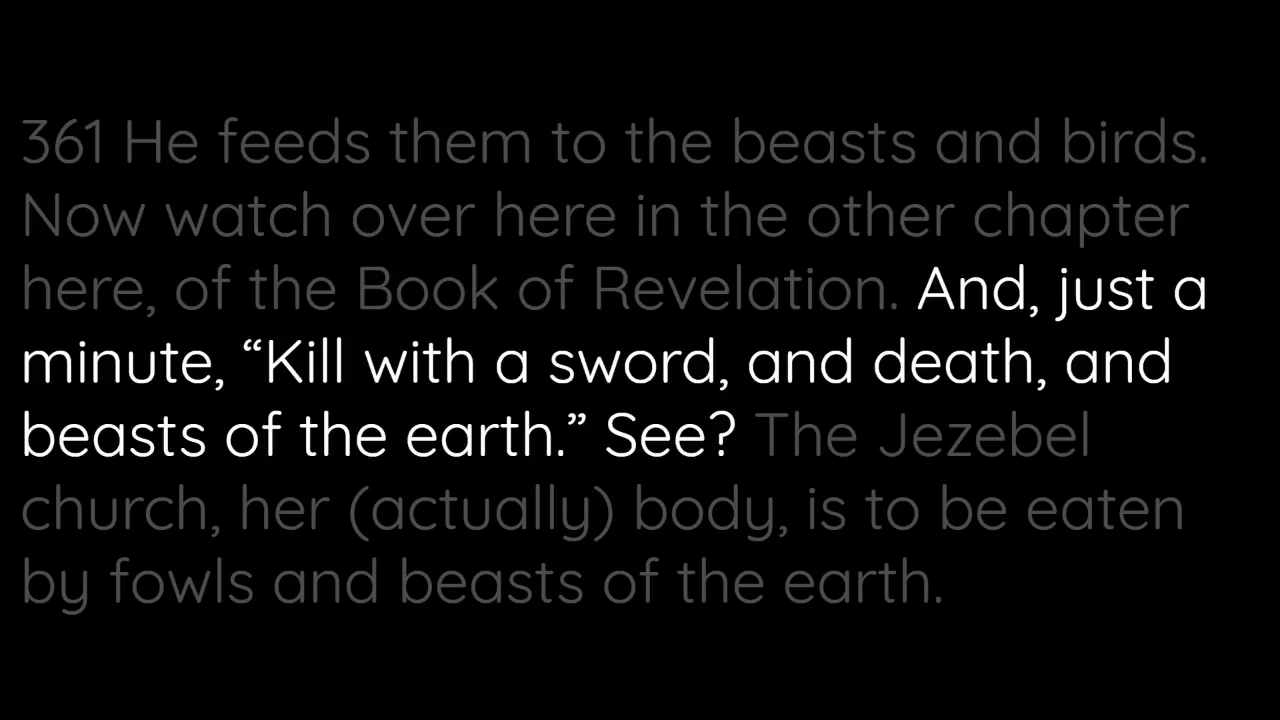 361 He feeds them to the beasts and birds.
Now watch over here in the other chapter
here, of the Book of Revelation. And, just a
minute, “Kill with a sword, and death, and
beasts of the earth.” See? The Jezebel
church, her (actually) body, is to be eaten
by fowls and beasts of the earth.